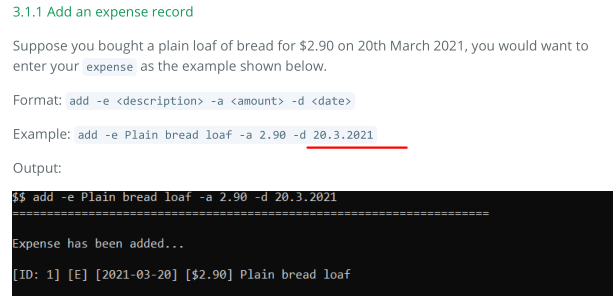 3.1.1 Add an expense record
Suppose you bought a plain loaf of bread for $2.90 on 20th March 2021, you would want to
enter your expense as the example shown below.
Format: add -e <description> -a <amount> -d <date>
Example: add -e Plain bread loaf -a 2.90 -d 20.3.2021
Output:
$$ add -e Plain bread loaf -a 2.90 -d 20.3.2021
=====================================================================
Expense has been added...
[ID: 1] [E] [2021-03-20] [$2.90] Plain bread loaf